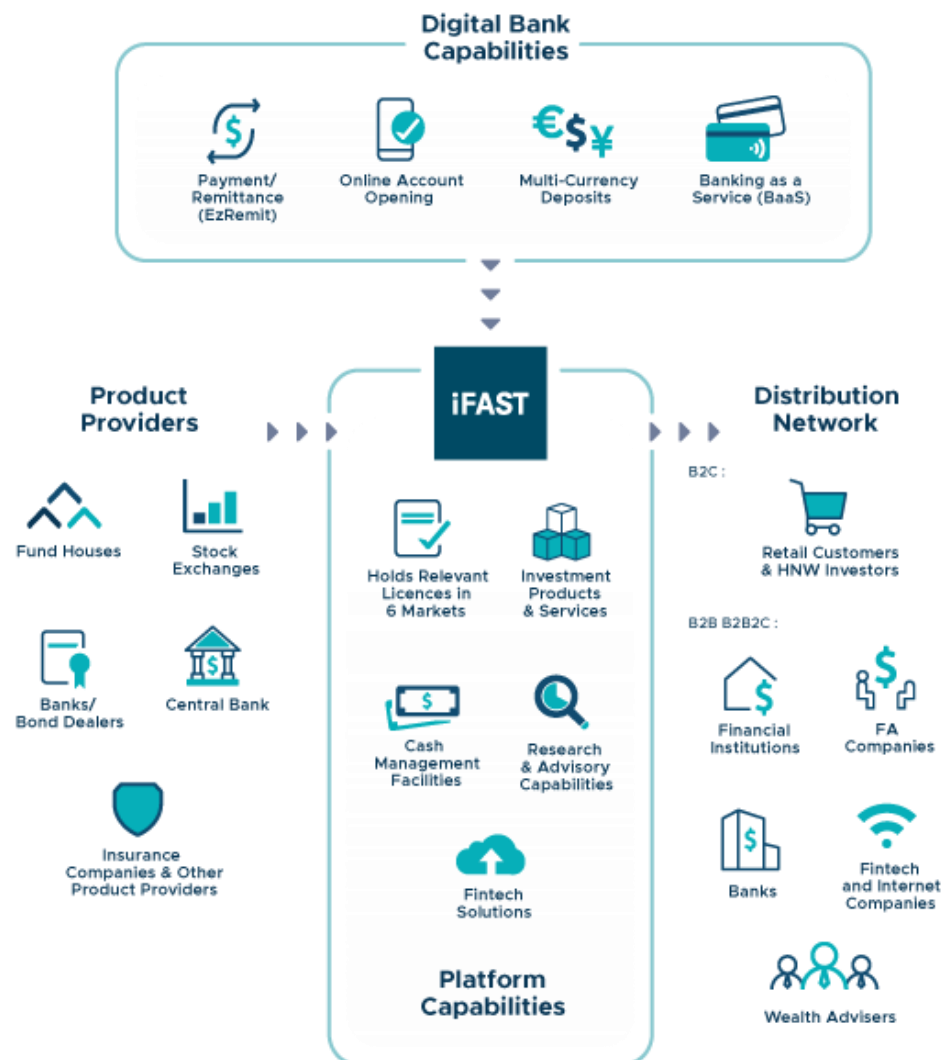 Digital Bank
Capabilities
$
€$¥
Payment/
Remittance
(EzRemit)
Online Account
Opening
Multi-Currency
Deposits
Banking as a
Service (BaaS)
iFAST
Product
Providers
Fund Houses
Stock
Exchanges
$
Banks/
Bond Dealers
Central Bank
Insurance
Companies & Other
Product Providers
Holds Relevant
Licences in
6 Markets
Investment
Products
& Services
$
Cash
Management
Facilities
Research
& Advisory
Capabilities
Fintech
Solutions
Platform
Capabilities
Distribution
Network
B2C :
Retail Customers
& HNW Investors
B2B B2B2C :
$
$
Financial
Institutions
FA
Companies
$
Banks
Fintech
and Internet
Companies
Wealth Advisers